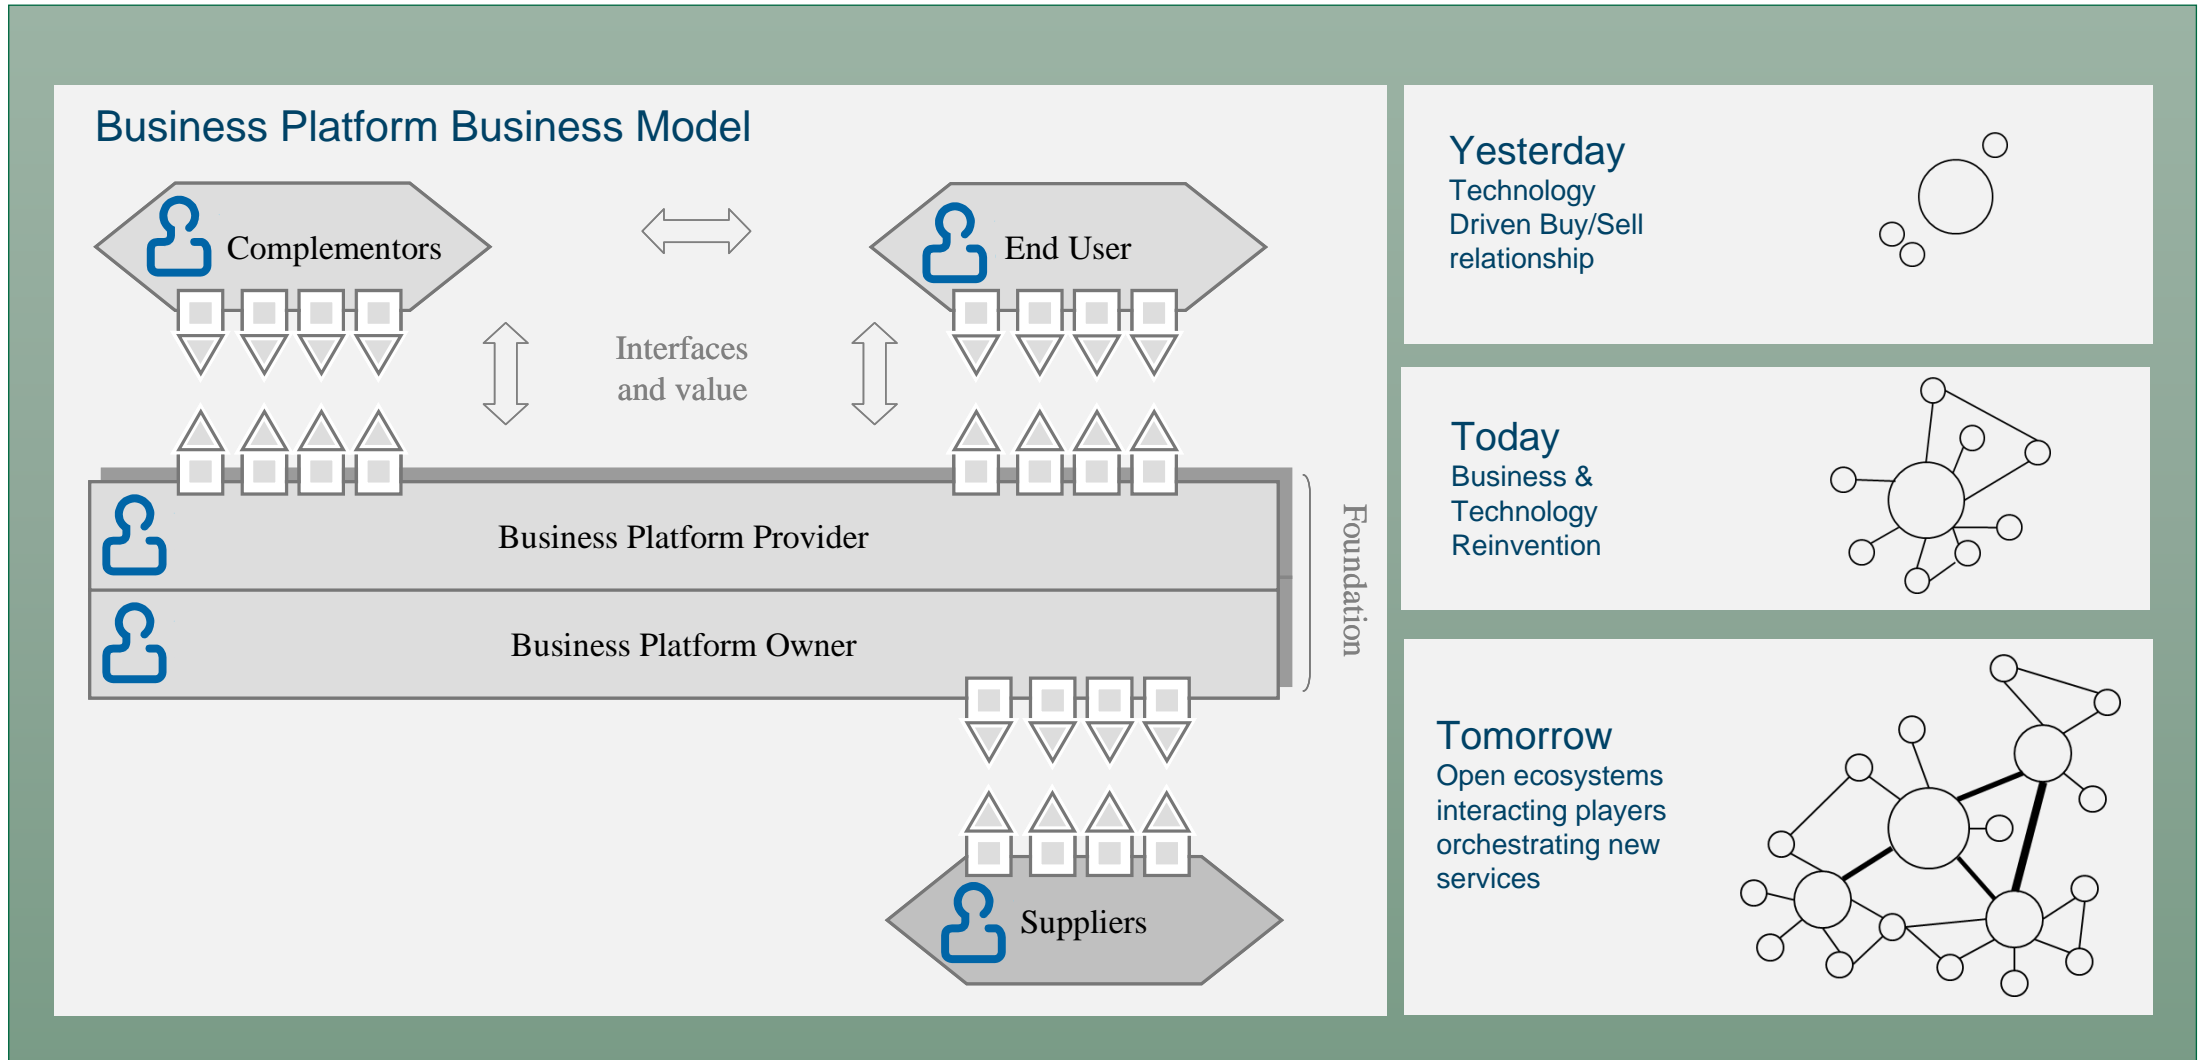 Business Platform Business Model
Complementors
End User
Interfaces
and value
Business Platform Provider
Business Platform Owner
Foundation
Suppliers
Yesterday
Technology
Driven Buy/Sell
relationship
Today
Business &
Technology
Reinvention
Tomorrow
Open ecosystems
interacting players
orchestrating new
services